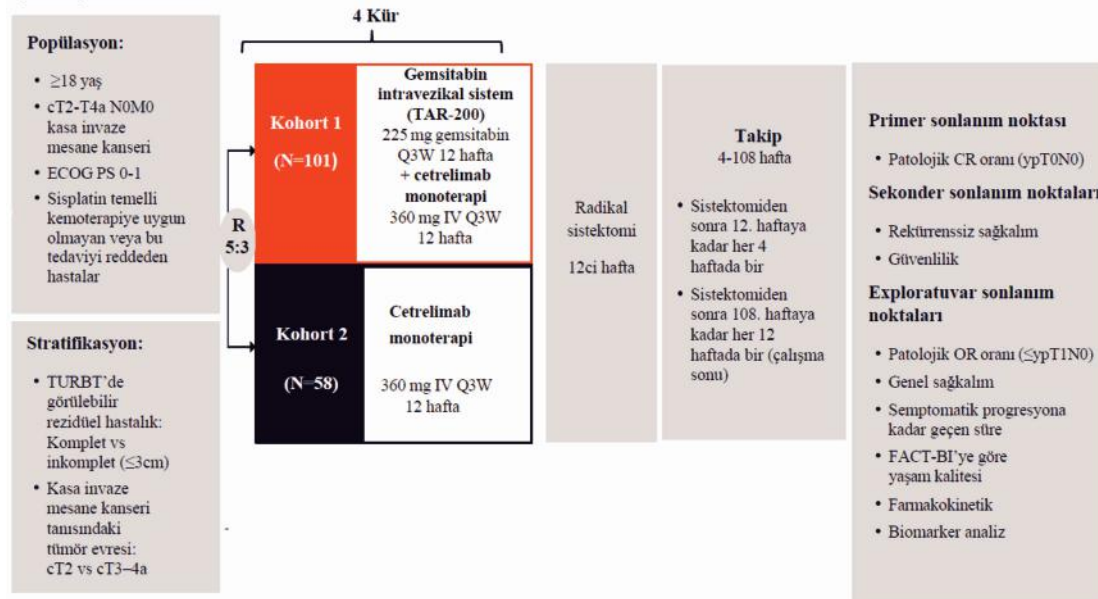 4 Kür
Popülasyon:
• ≥18 yaş
• cT2-T4a N0M0
kasa invaze
mesane kanseri
• ECOG PS 0-1
• Sisplatin temelli
kemoterapiye uygun
olmayan veya bu
tedaviyi reddeden
hastalar
Stratifikasyon:
• TURBT’de
görülebilir
rezidüel hastalık:
Komplet vs
inkomplet (≤3cm)
• Kasa invaze
mesane kanseri
tanısındaki
tümör evresi:
cT2 vs cT3–4a
R
5:3
Kohort 1
(N=101)
Gemsitabin
intravezikal sistem
(TAR-200)
225 mg gemsitabin
Q3W 12 hafta
+ cetrelimab
monoterapi
360 mg IV Q3W
12 hafta
Kohort 2
(N=58)
Cetrelimab
monoterapi
360 mg IV Q3W
12 hafta
Radikal
sistektomi
12ci hafta
Takip
4-108 hafta
• Sistektomiden
sonra 12. haftaya
kadar her 4
haftada bir
• Sistektomiden
sonra 108. haftaya
kadar her 12
haftada bir (çalışma
sonu)
Primer sonlanım noktası
• Patolojik CR oranı (ypT0N0)
Sekonder sonlanım noktaları
• Rekürrenssiz sağkalım
• Güvenlilik
Exploratuvar sonlanım
noktaları
• Patolojik OR oranı (≤ypT1N0)
• Genel sağkalım
• Semptomatik progresyona
kadar geçen süre
• FACT-BI’ye göre
yaşam kalitesi
• Farmakokinetik
• Biomarker analiz